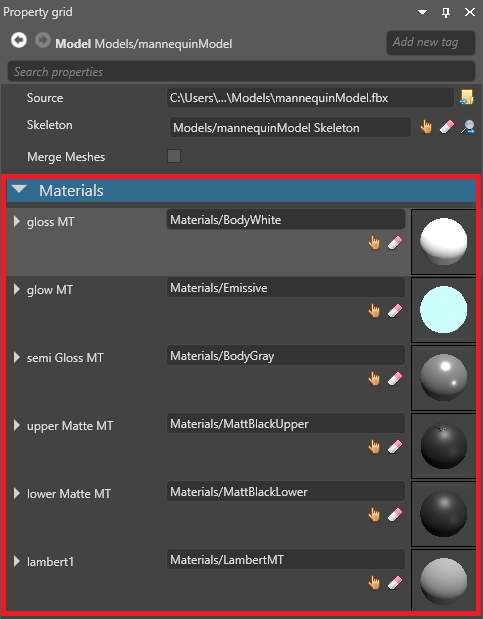 Property grid
Model Models/mannequinModel
Add new tag
Search properties
Source C:\Users\...\Models\mannequinModel.fbx
Skeleton Models/mannequinModel Skeleton
Merge Meshes
Materials
gloss MT Materials/BodyWhite
glow MT Materials/Emissive
semi Gloss MT Materials/BodyGray
upper Matte MT Materials/MattBlackUpper
lower Matte MT Materials/MattBlackLower
lambert1 Materials/LambertMT